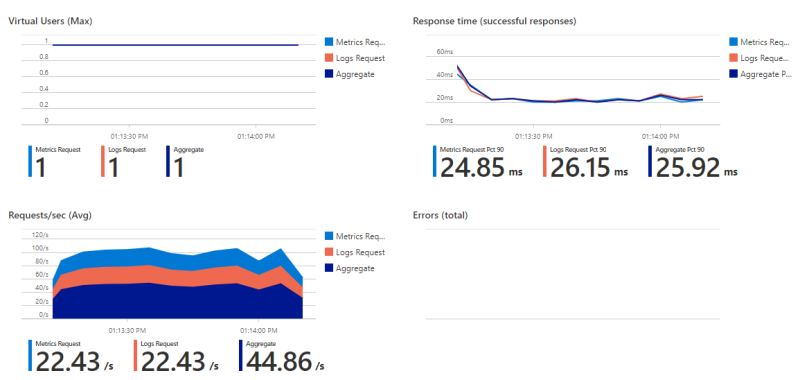 Virtual Users (Max)
1
0.8
0.6
0.4
0.2
0
01:13:30 PM
01:14:00 PM
Metrics Req...
Logs Request
Aggregate
Metrics Request
1
Logs Request
1
Aggregate
1
Response time (successful responses)
60ms
40ms
20ms
0ms
01:13:30 PM
01:14:00 PM
Metrics Req...
Logs Reque...
Aggregate P...
Metrics Request Pct 90
24.85 ms
Logs Request Pct 90
26.15 ms
Aggregate Pct 90
25.92 ms
Requests/sec (Avg)
120/s
100/s
80/s
60/s
40/s
20/s
0/s
01:13:30 PM
01:14:00 PM
Metrics Req...
Logs Request
Aggregate
Metrics Request
22.43 /s
Logs Request
22.43 /s
Aggregate
44.86 /s
Errors (total)